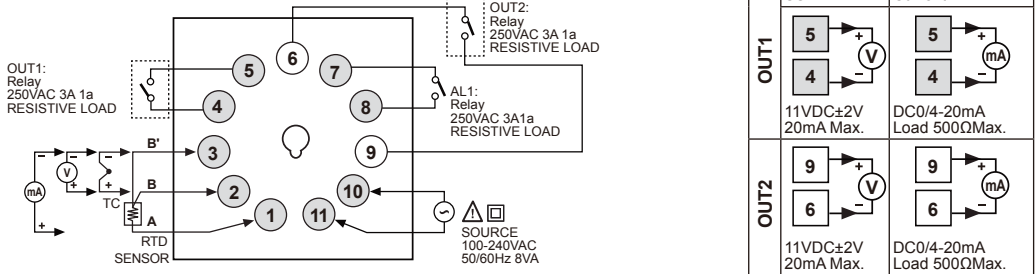 OUT2:
Relay
250VAC 3A 1a
RESISTIVE LOAD
OUT1:
Relay
250VAC 3A 1a
RESISTIVE LOAD
6
5
7
4
8
AL1:
Relay
250VAC 3A1a
RESISTIVE LOAD
3
9
2
10
1
11
B'
B
A
− − −
V
mA
+ +
+
TC
RTD
SENSOR
SOURCE
100-240VAC
50/60Hz 8VA
OUT1
5
+
V
4
−
11VDC±2V
20mA Max.
5
+
mA
4
−
DC0/4-20mA
Load 500ΩMax.
OUT2
9
+
V
6
−
11VDC±2V
20mA Max.
9
+
mA
6
−
DC0/4-20mA
Load 500ΩMax.